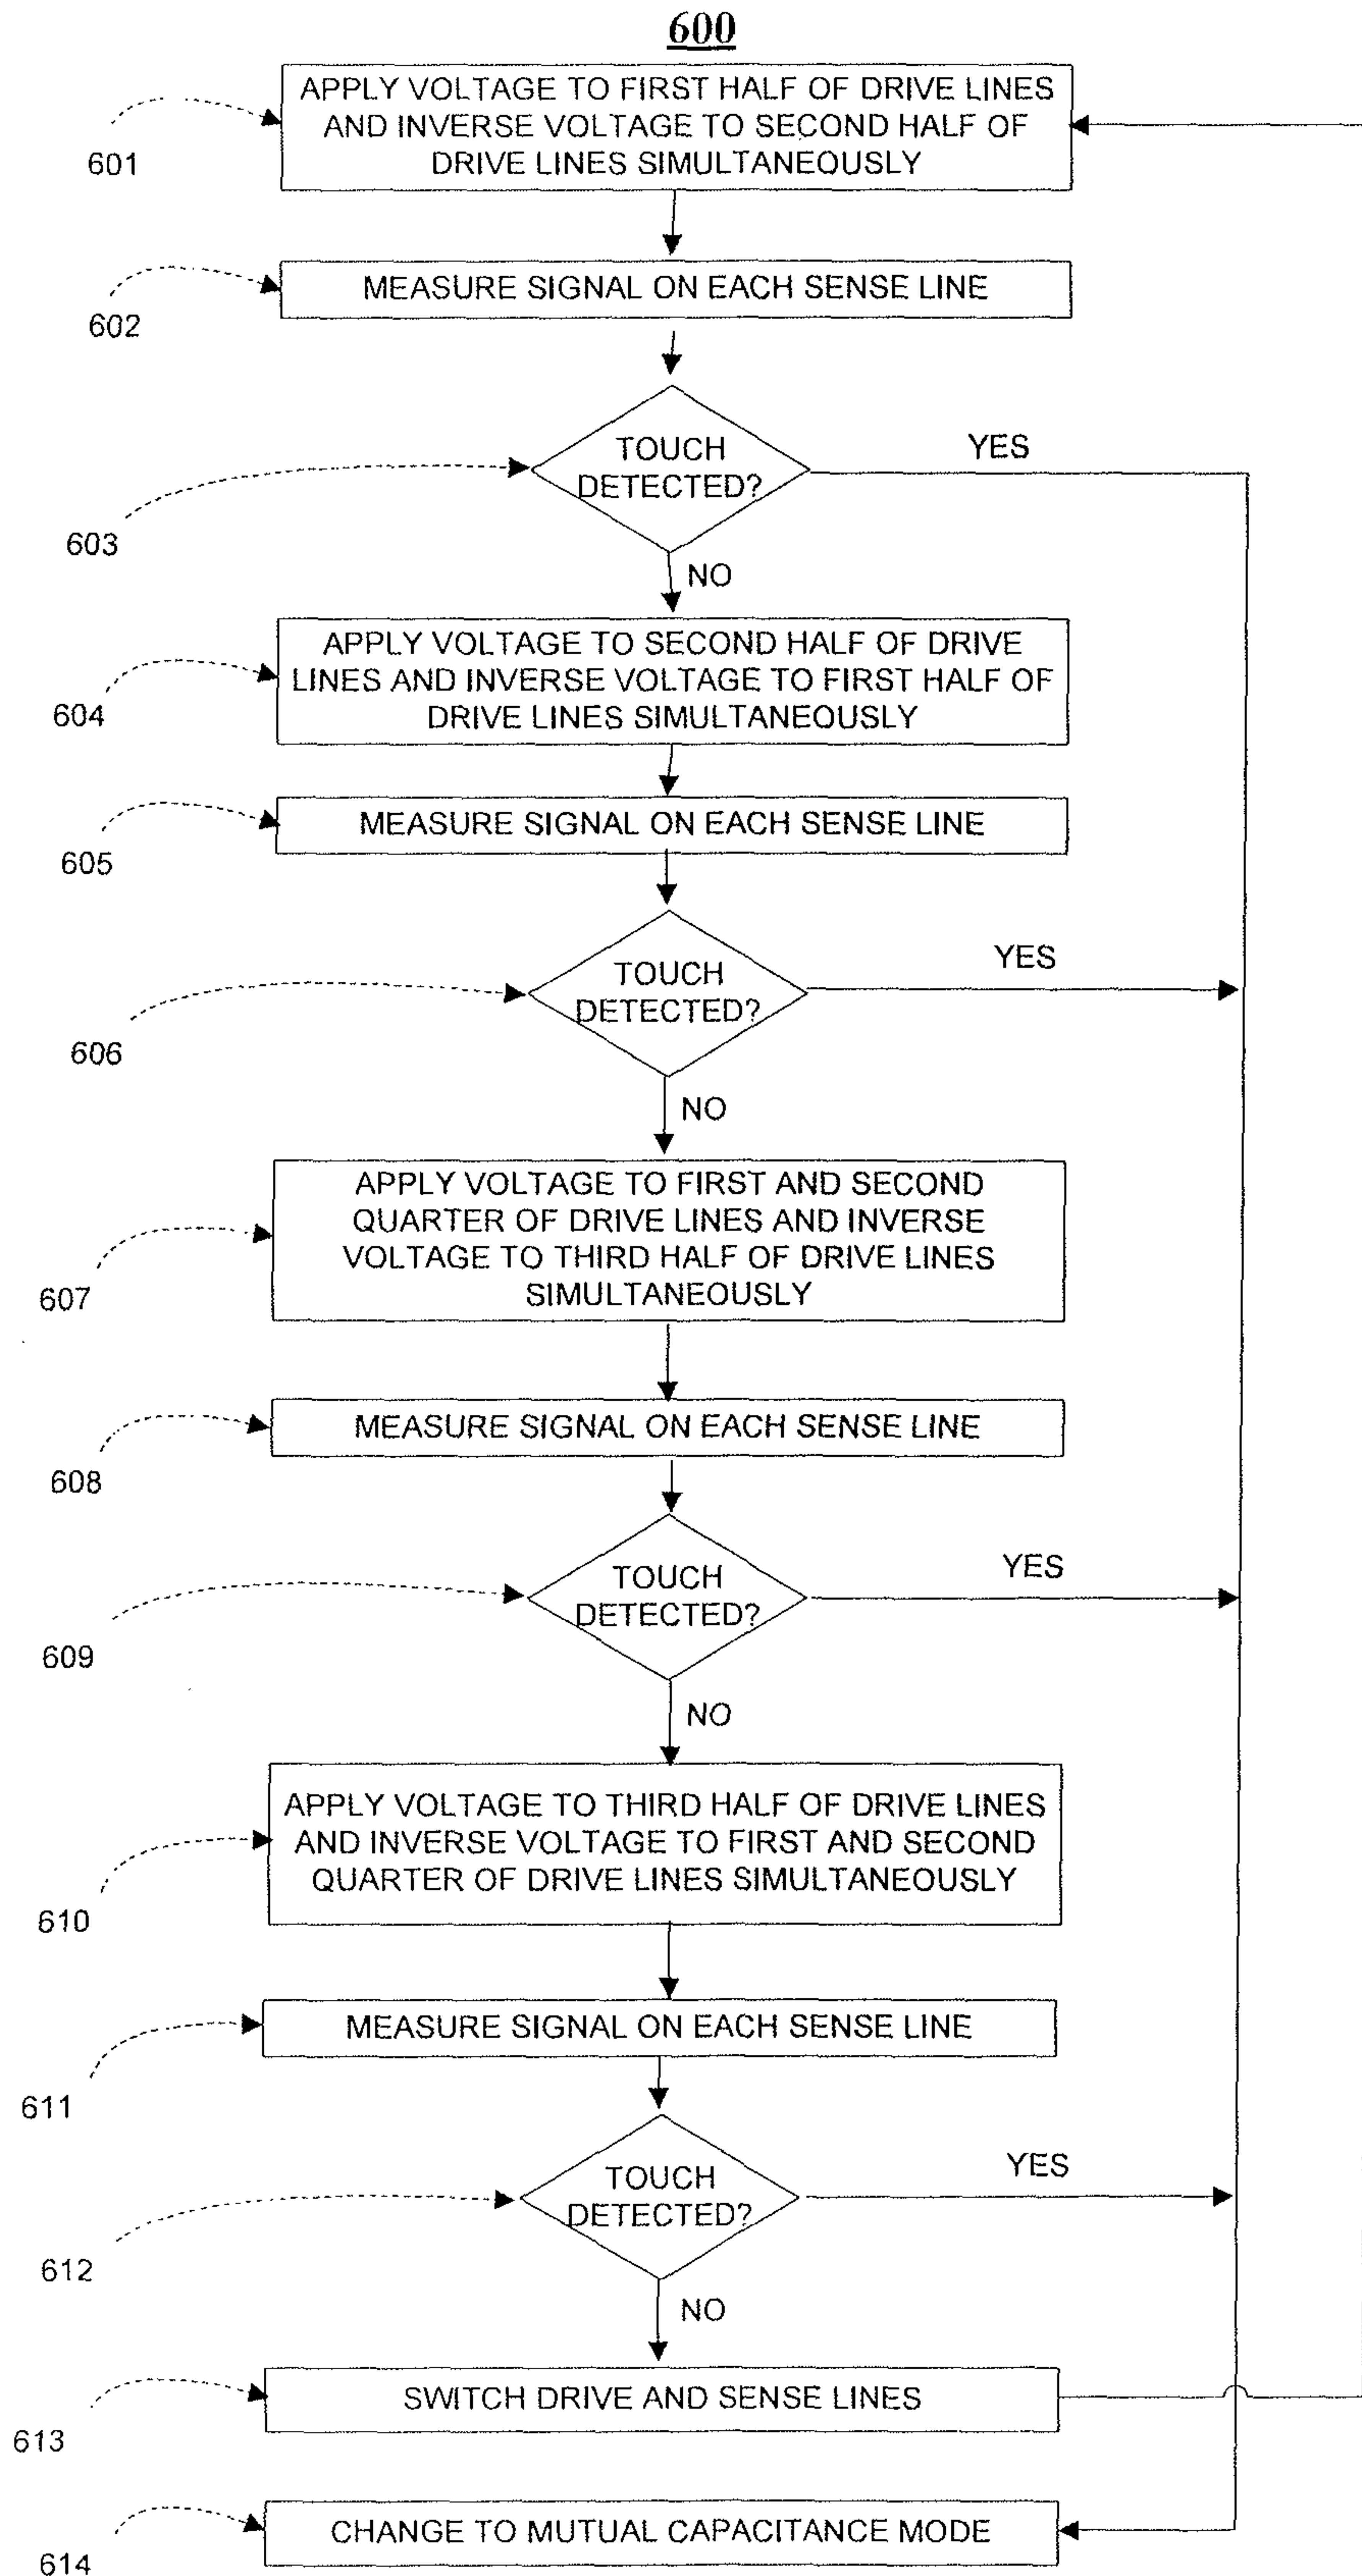 600
APPLY VOLTAGE TO FIRST HALF OF DRIVE LINES
AND INVERSE VOLTAGE TO SECOND HALF OF
DRIVE LINES SIMULTANEOUSLY
601
MEASURE SIGNAL ON EACH SENSE LINE
602
TOUCH
DETECTED?
YES
603
NO
APPLY VOLTAGE TO SECOND HALF OF DRIVE
LINES AND INVERSE VOLTAGE TO FIRST HALF OF
DRIVE LINES SIMULTANEOUSLY
604
MEASURE SIGNAL ON EACH SENSE LINE
605
TOUCH
DETECTED?
YES
606
NO
APPLY VOLTAGE TO FIRST AND SECOND
QUARTER OF DRIVE LINES AND INVERSE
VOLTAGE TO THIRD HALF OF DRIVE LINES
SIMULTANEOUSLY
607
MEASURE SIGNAL ON EACH SENSE LINE
608
TOUCH
DETECTED?
YES
609
NO
APPLY VOLTAGE TO THIRD HALF OF DRIVE LINES
AND INVERSE VOLTAGE TO FIRST AND SECOND
QUARTER OF DRIVE LINES SIMULTANEOUSLY
610
MEASURE SIGNAL ON EACH SENSE LINE
611
TOUCH
DETECTED?
YES
612
NO
SWITCH DRIVE AND SENSE LINES
613
CHANGE TO MUTUAL CAPACITANCE MODE
614